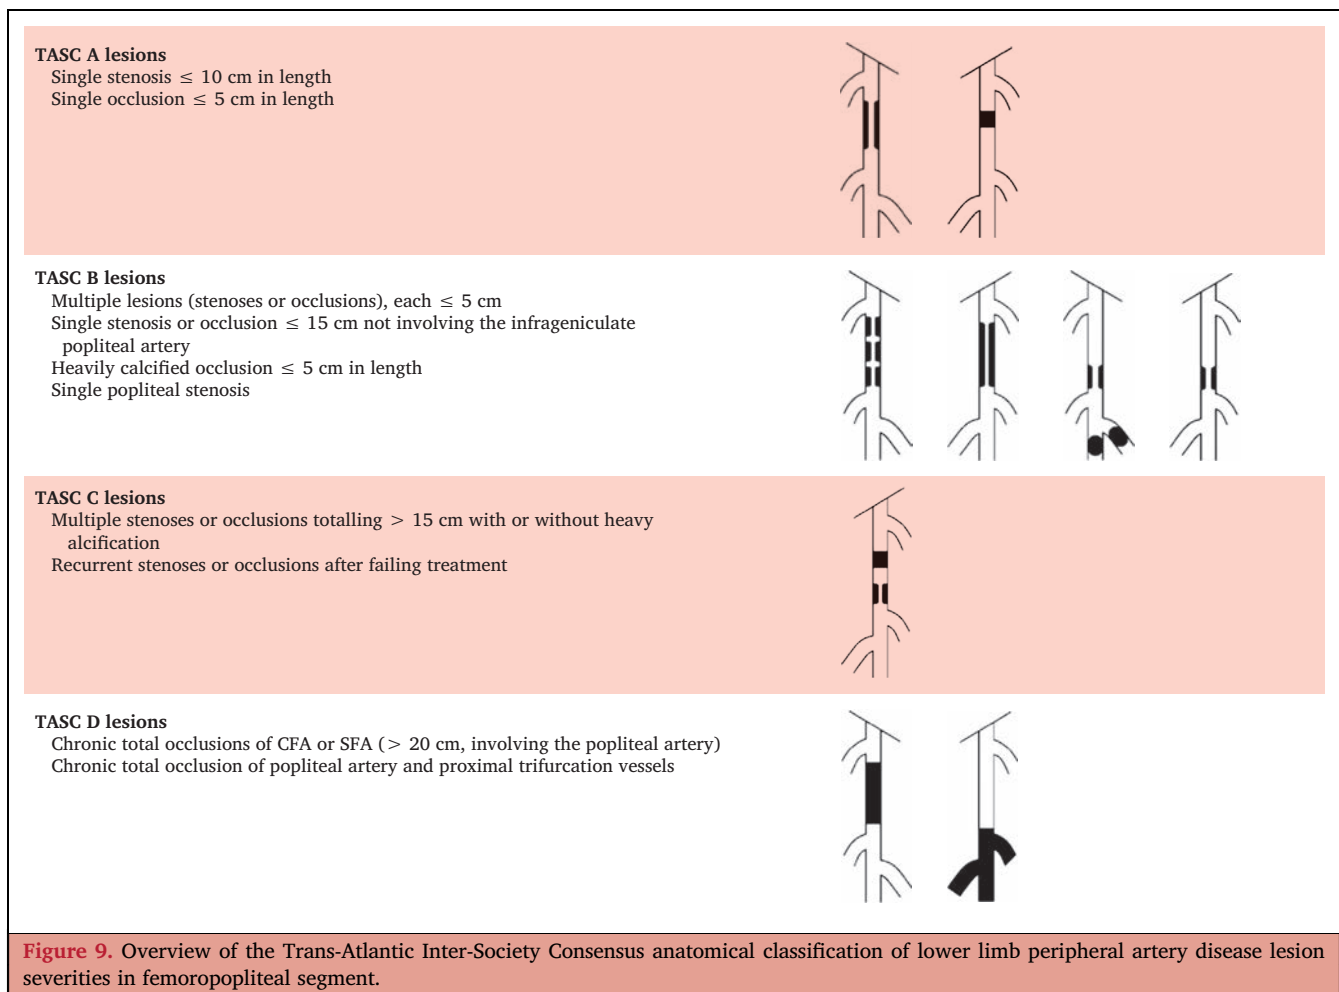 TASC A lesions
Single stenosis ≤ 10 cm in length
Single occlusion ≤ 5 cm in length
TASC B lesions
Multiple lesions (stenoses or occlusions), each ≤ 5 cm
Single stenosis or occlusion ≤ 15 cm not involving the infrageniculate
popliteal artery
Heavily calcified occlusion ≤ 5 cm in length
Single popliteal stenosis
TASC C lesions
Multiple stenoses or occlusions totalling > 15 cm with or without heavy
alcification
Recurrent stenoses or occlusions after failing treatment
TASC D lesions
Chronic total occlusions of CFA or SFA (> 20 cm, involving the popliteal artery)
Chronic total occlusion of popliteal artery and proximal trifurcation vessels
Figure 9. Overview of the Trans-Atlantic Inter-Society Consensus anatomical classification of lower limb peripheral artery disease lesion
severities in femoropopliteal segment.